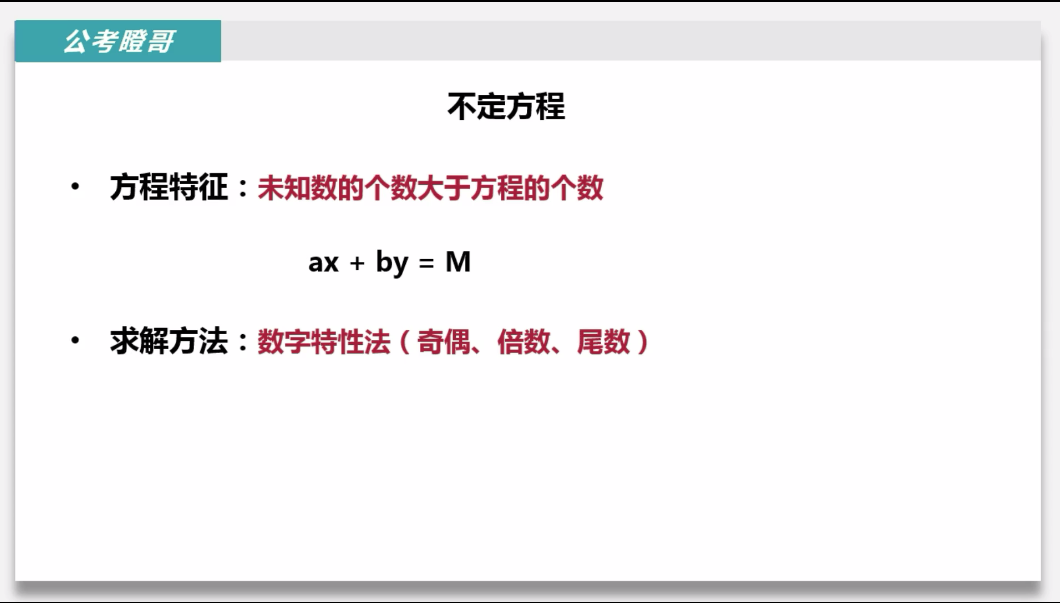 公考瞪哥
不定方程
• 方程特征：未知数的个数大于方程的个数
ax + by = M
• 求解方法：数字特性法（奇偶、倍数、尾数）